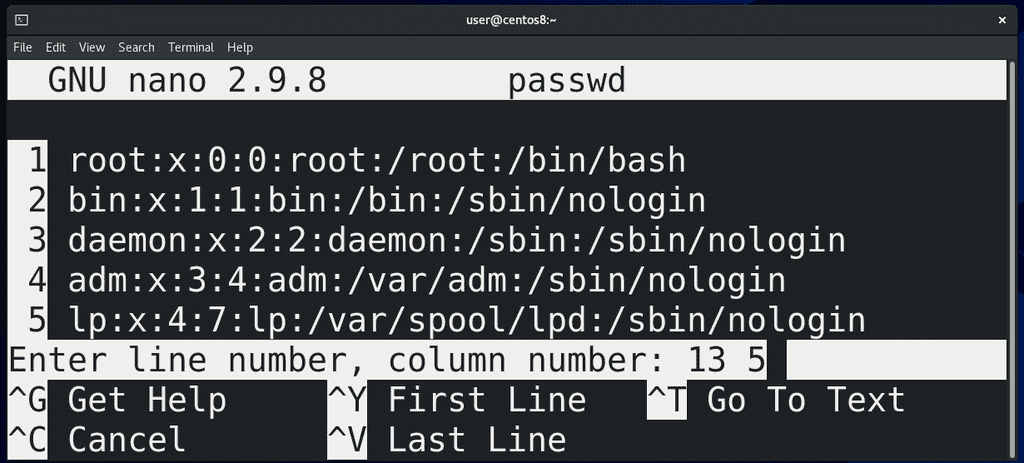 user@centos8:~ ×
File Edit View Search Terminal Help
GNU nano 2.9.8 passwd
1 root:x:0:0:root:/root:/bin/bash
2 bin:x:1:1:bin:/bin:/sbin/nologin
3 daemon:x:2:2:daemon:/sbin:/sbin/nologin
4 adm:x:3:4:adm:/var/adm:/sbin/nologin
5 lp:x:4:7:lp:/var/spool/lpd:/sbin/nologin
Enter line number, column number: 13 5
^G Get Help ^Y First Line ^T Go To Text
^C Cancel ^V Last Line